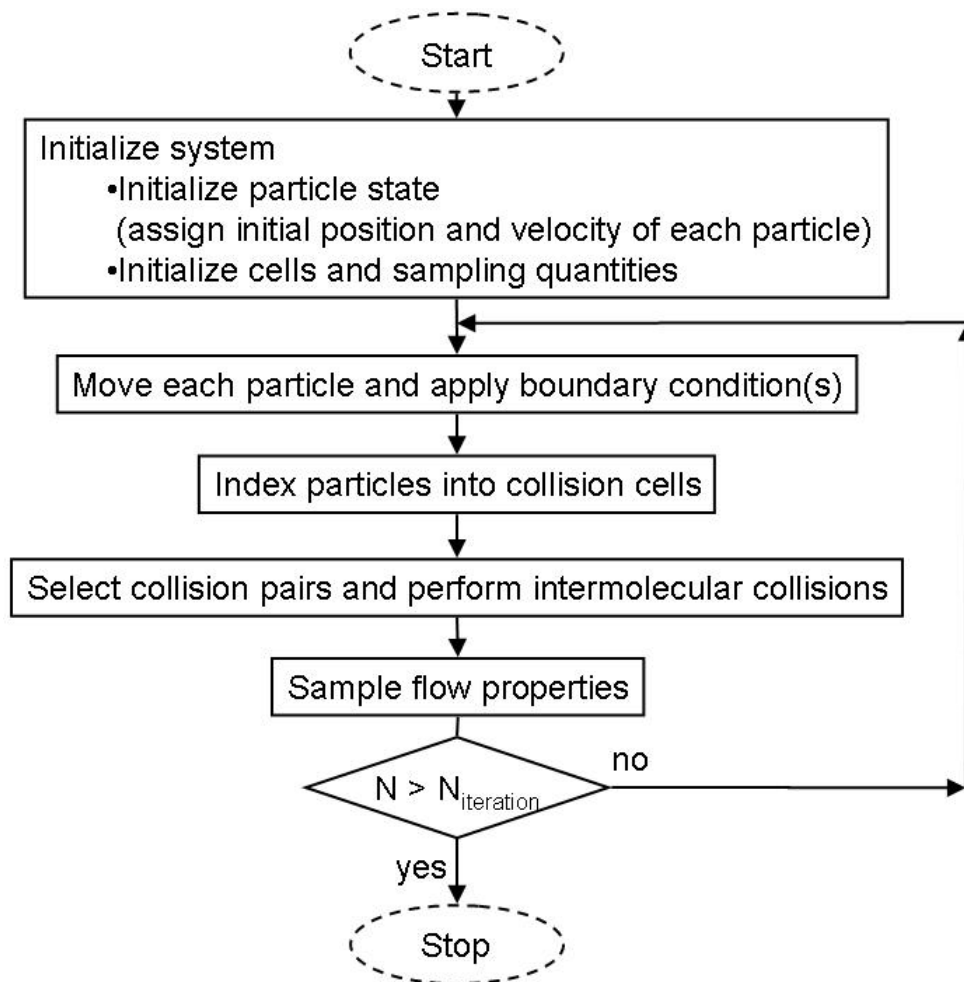 Start
Initialize system
•Initialize particle state
(assign initial position and velocity of each particle)
•Initialize cells and sampling quantities
Move each particle and apply boundary condition(s)
Index particles into collision cells
Select collision pairs and perform intermolecular collisions
Sample flow properties
N > Niteration
no
yes
Stop